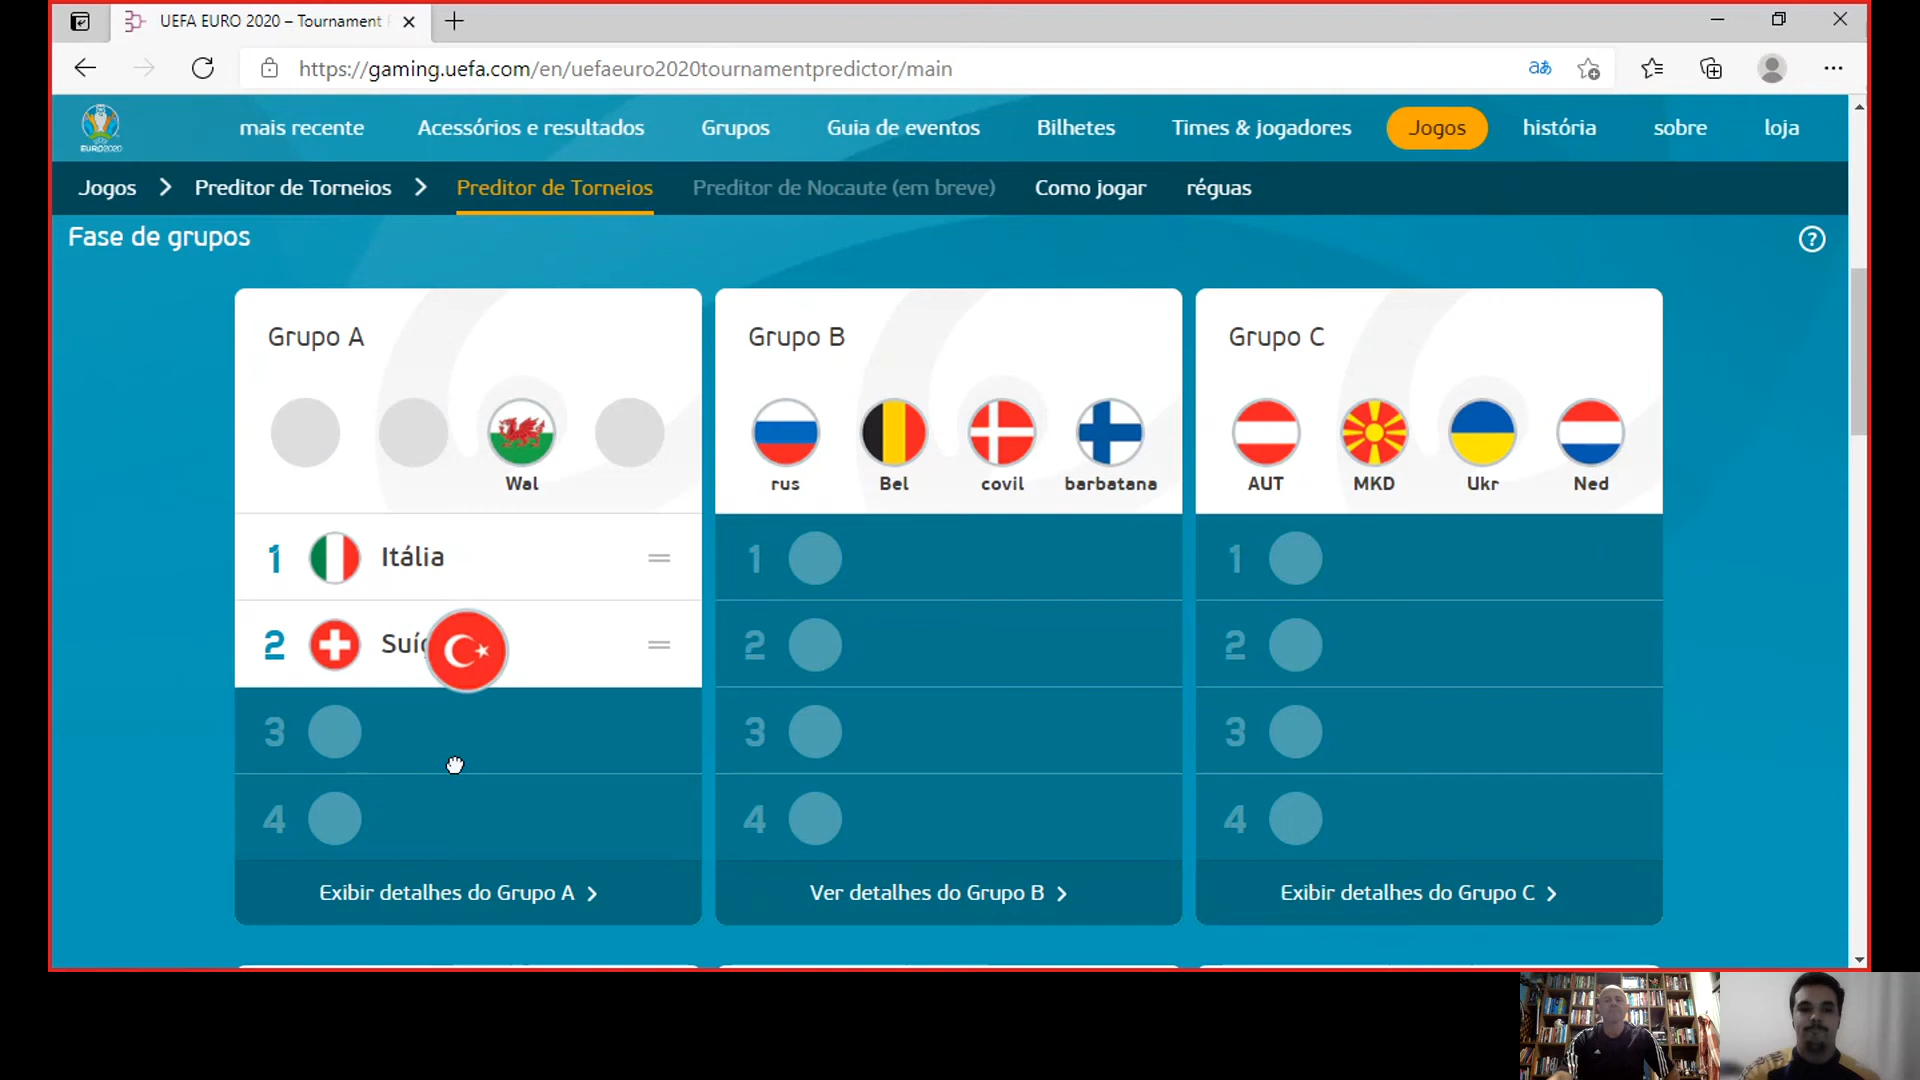 UEFA EURO 2020 – Tournament
https://gaming.uefa.com/en/uefaeuro2020tournamentpredictor/main
aあ
EURO2020
mais recente Acessórios e resultados Grupos Guia de eventos Bilhetes Times & jogadores Jogos história sobre loja
Jogos Preditor de Torneios Preditor de Torneios Preditor de Nocaute (em breve) Como jogar réguas
Fase de grupos
?
Grupo A
Wal
1 Itália
2
3
4
Exibir detalhes do Grupo A
Grupo B
rus Bel covil barbatana
1
2
3
4
Ver detalhes do Grupo B
Grupo C
AUT MKD Ukr Ned
1
2
3
4
Exibir detalhes do Grupo C